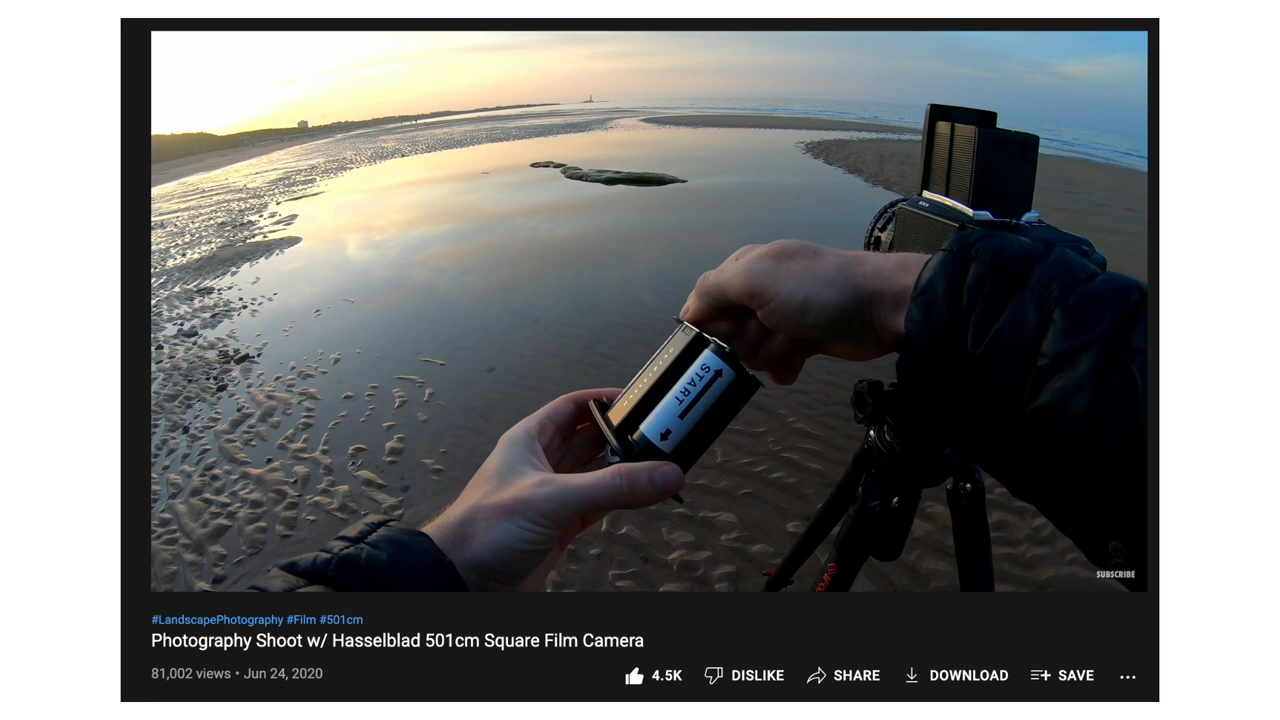 HASSELBLAD
START
SUBSCRIBE
#LandscapePhotography #Film #501cm
Photography Shoot w/ Hasselblad 501cm Square Film Camera
81,002 views • Jun 24, 2020
4.5K DISLIKE SHARE DOWNLOAD SAVE ...